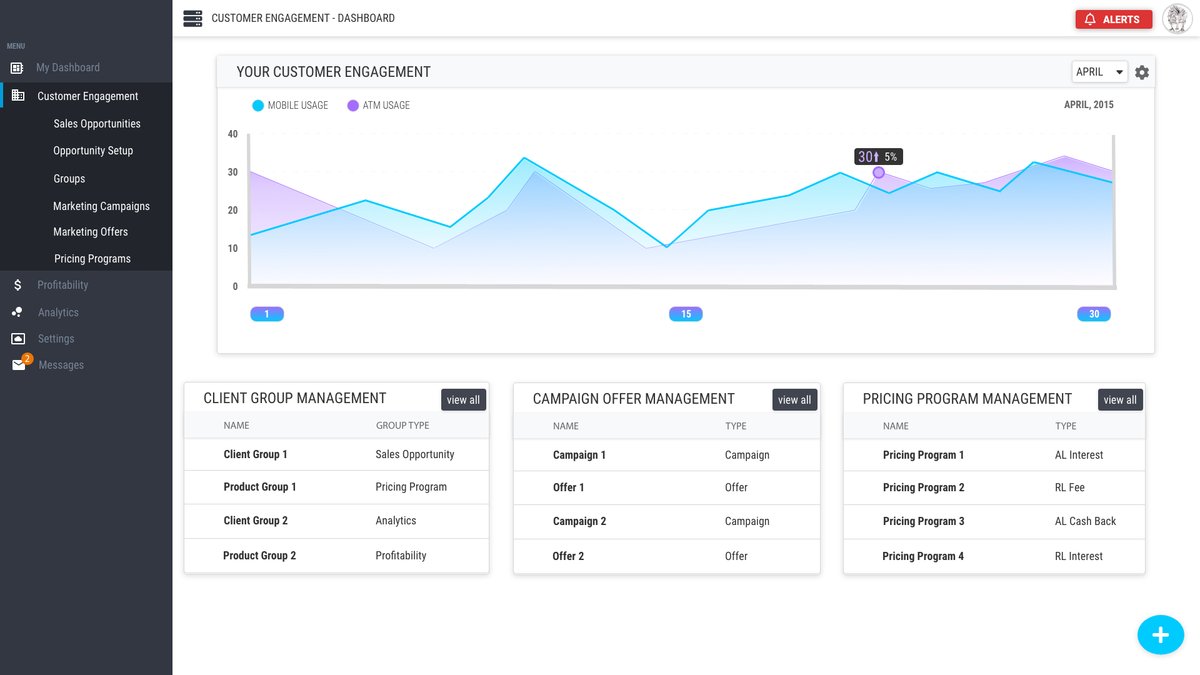 CUSTOMER ENGAGEMENT - DASHBOARD
ALERTS
MENU
My Dashboard
Customer Engagement
Sales Opportunities
Opportunity Setup
Groups
Marketing Campaigns
Marketing Offers
Pricing Programs
Profitability
Analytics
Settings
2
Messages
YOUR CUSTOMER ENGAGEMENT
APRIL
MOBILE USAGE ATM USAGE
APRIL, 2015
40
30
20
10
0
30 5%
1 15 30
CLIENT GROUP MANAGEMENT view all
NAME GROUP TYPE
Client Group 1 Sales Opportunity
Product Group 1 Pricing Program
Client Group 2 Analytics
Product Group 2 Profitability
CAMPAIGN OFFER MANAGEMENT view all
NAME TYPE
Campaign 1 Campaign
Offer 1 Offer
Campaign 2 Campaign
Offer 2 Offer
PRICING PROGRAM MANAGEMENT view all
NAME TYPE
Pricing Program 1 AL Interest
Pricing Program 2 RL Fee
Pricing Program 3 AL Cash Back
Pricing Program 4 RL Interest